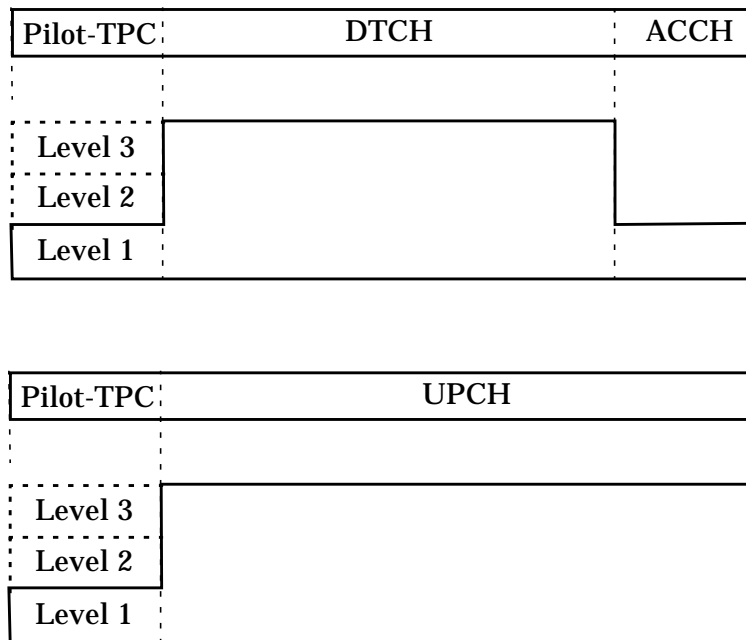 Pilot-TPC DTCH ACCH
Level 3
Level 2
Level 1
Pilot-TPC UPCH
Level 3
Level 2
Level 1